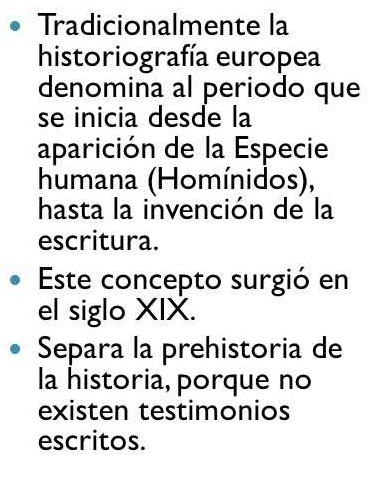 • Tradicionalmente la
historiografía europea
denomina al periodo que
se inicia desde la
aparición de la Especie
humana (Homínidos),
hasta la invención de la
escritura.
• Este concepto surgió en
el siglo XIX.
• Separa la prehistoria de
la historia, porque no
existen testimonios
escritos.